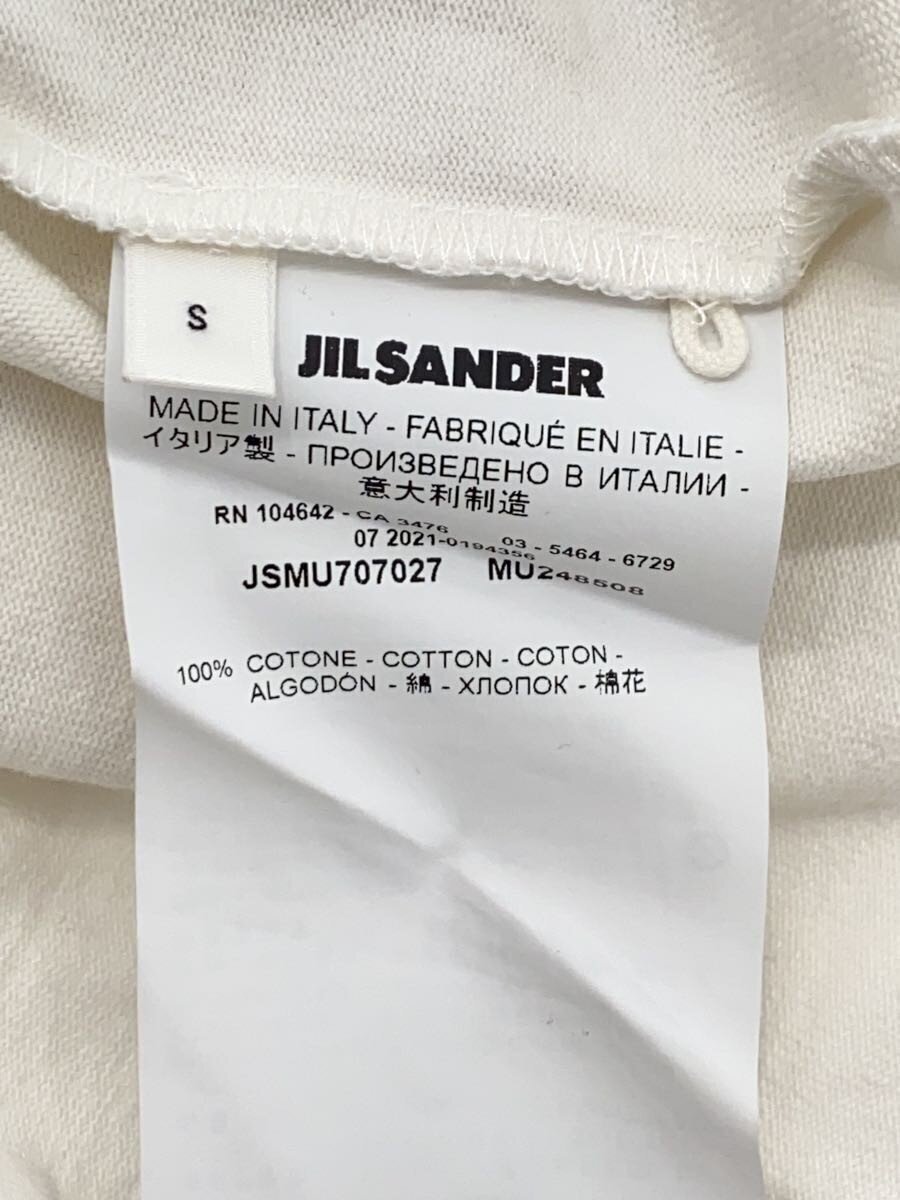 S
JIL SANDER
MADE IN ITALY - FABRIQUÉ EN ITALIE -
イタリア製 - ПРОИЗВЕДЕНО В ИТАЛИИ -
意大利制造
RN 104642 - CA 3476
03 - 5464 - 6729
07 2021-0194356
JSMU707027 MU248508
100% COTONE - COTTON - COTON -
ALGODÓN - 綿 - ХЛОПОК - 棉花